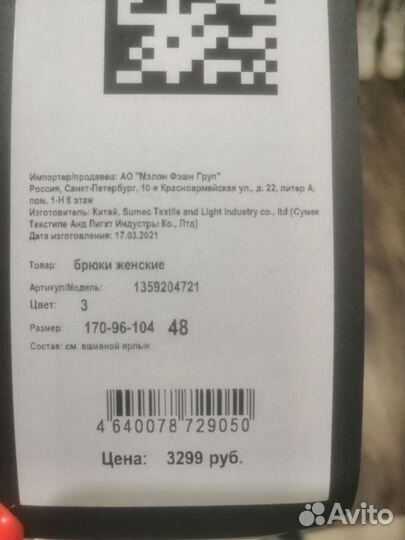 Импортер/продавец: АО "Мэлон Фэшн Груп"
Россия, Санкт-Петербург, 10-я Красноармейская ул., д. 22, литер А,
пом. 1-Н 6 этаж
Изготовитель: Китай, Sumec Textile and Light Industry co., ltd (Сумек
Текстиле Анд Лигхт Индустры Ко., Лтд)
Дата изготовления: 17.03.2021
Товар: брюки женские
Артикул/Модель: 1359204721
Цвет: 3
Размер: 170-96-104 48
Состав: см. вшивной ярлык
4 640078 729050
Цена: 3299 руб.
Avito